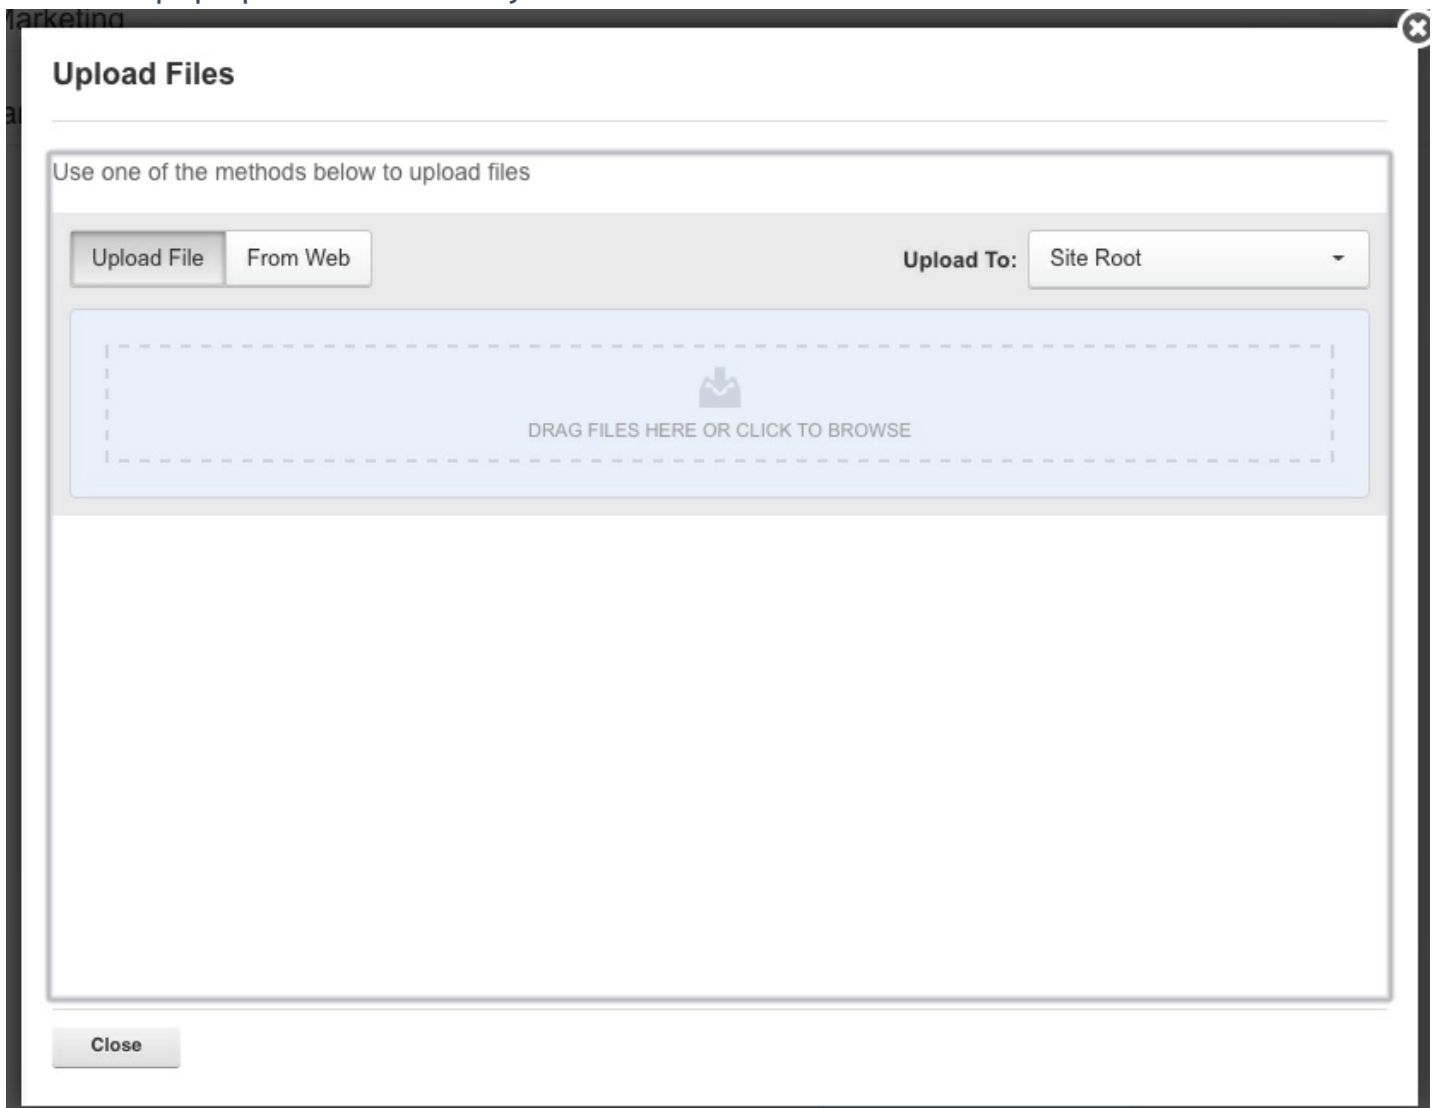 Marketing
Upload Files
Use one of the methods below to upload files
Upload File From Web Upload To: Site Root
DRAG FILES HERE OR CLICK TO BROWSE
Close